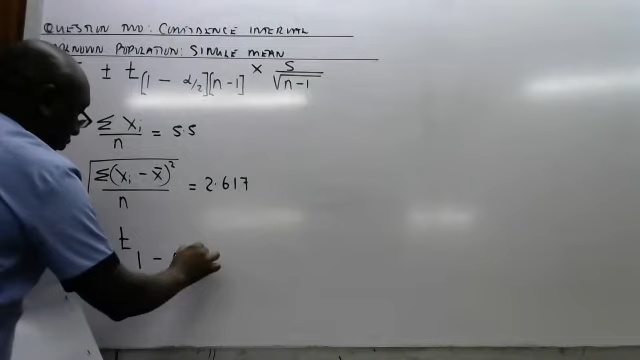 QUESTION TWO: CONFIDENCE INTERVAL
UNKNOWN POPULATION: SINGLE MEAN
± t [1 - α/2][n-1] × S / √n-1
Σ Xi / n = 5.5
√Σ(Xi - x̄)² / n = 2.617
t 1 -